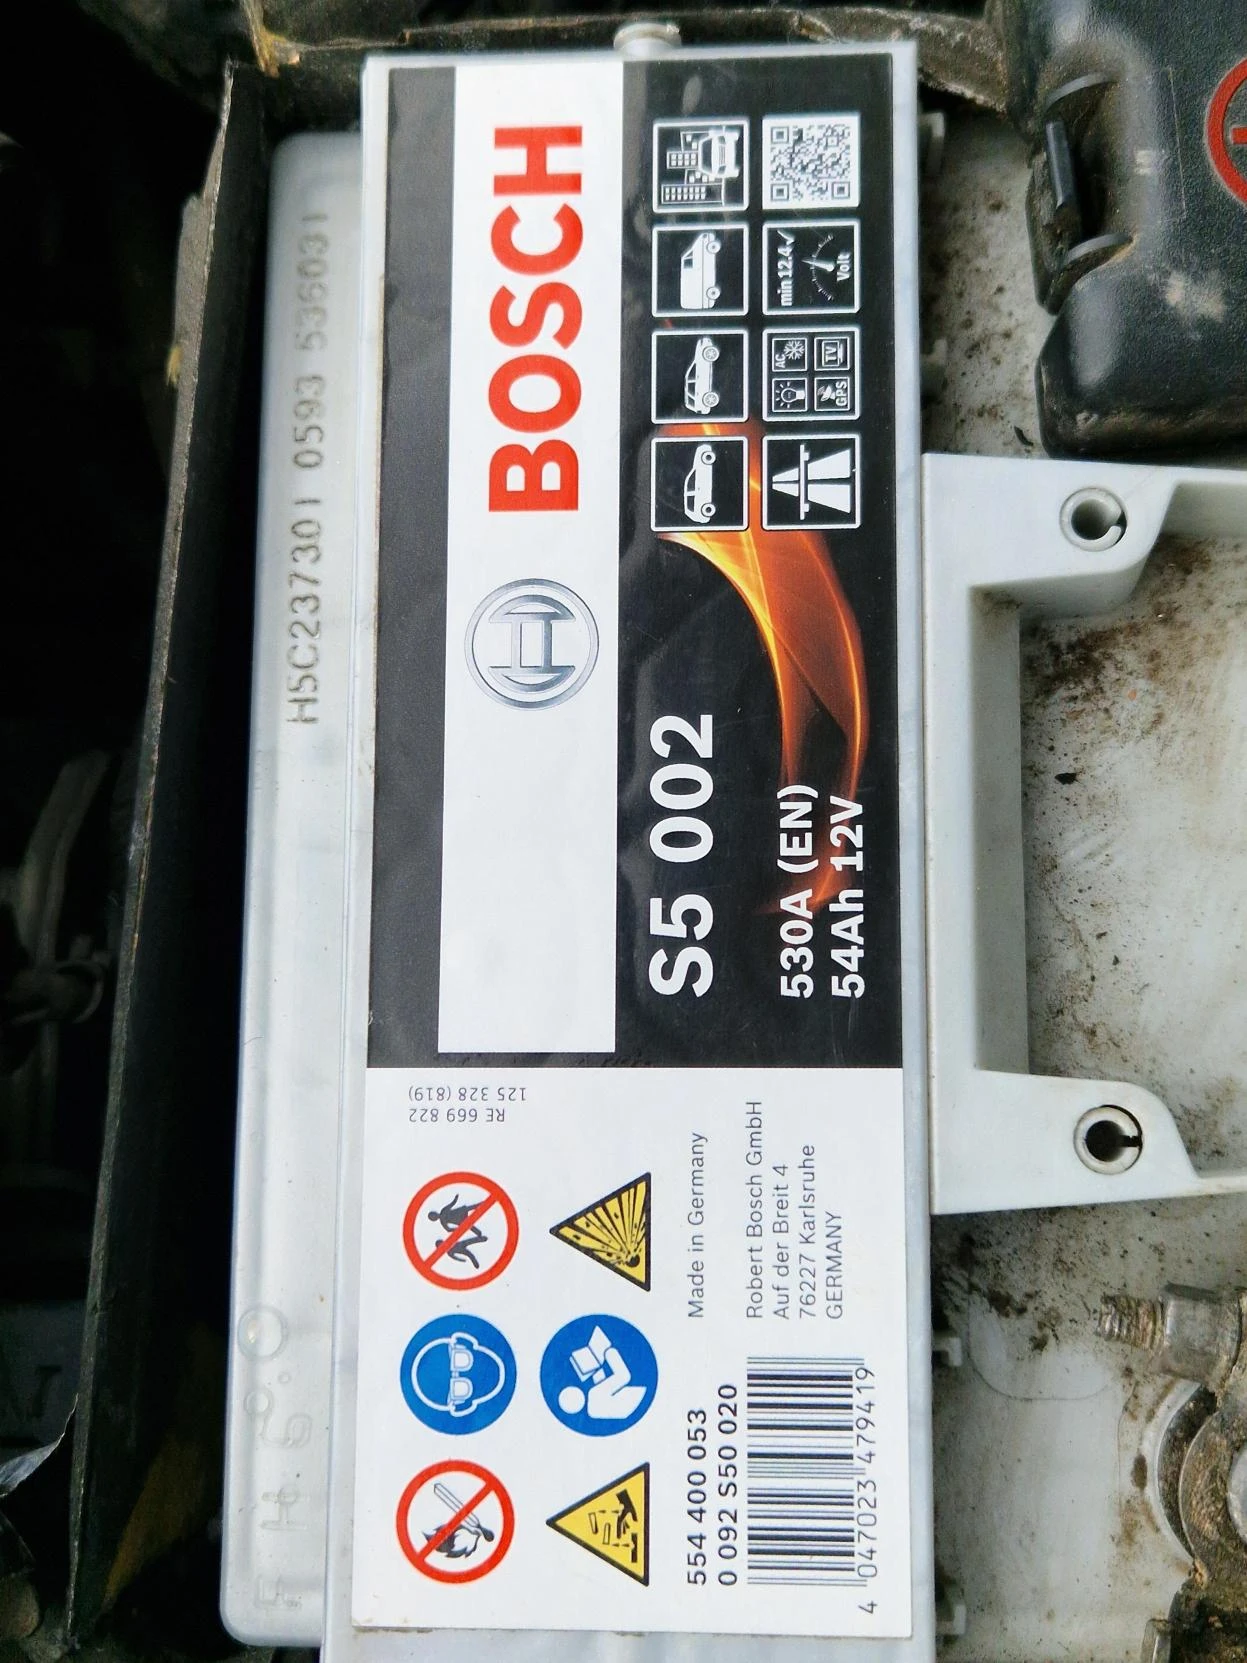 H5C237301 0593 536031
BOSCH
S5 002
530A (EN)
54Ah 12V
min 12.4
Volt
AC
TV
GPS
RE 669 822
125 328 (819)
Made in Germany
Robert Bosch GmbH
Auf der Breit 4
76227 Karlsruhe
GERMANY
554 400 053
0 092 S50 020
4 047023 479419